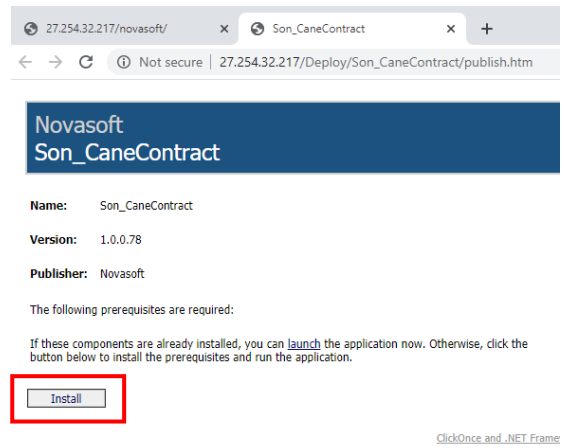 27.254.32.217/novasoft/
Son_CaneContract
Not secure | 27.254.32.217/Deploy/Son_CaneContract/publish.htm
Novasoft
Son_CaneContract
Name: Son_CaneContract
Version: 1.0.0.78
Publisher: Novasoft
The following prerequisites are required:
If these components are already installed, you can launch the application now. Otherwise, click the
button below to install the prerequisites and run the application.
Install
ClickOnce and .NET Frame